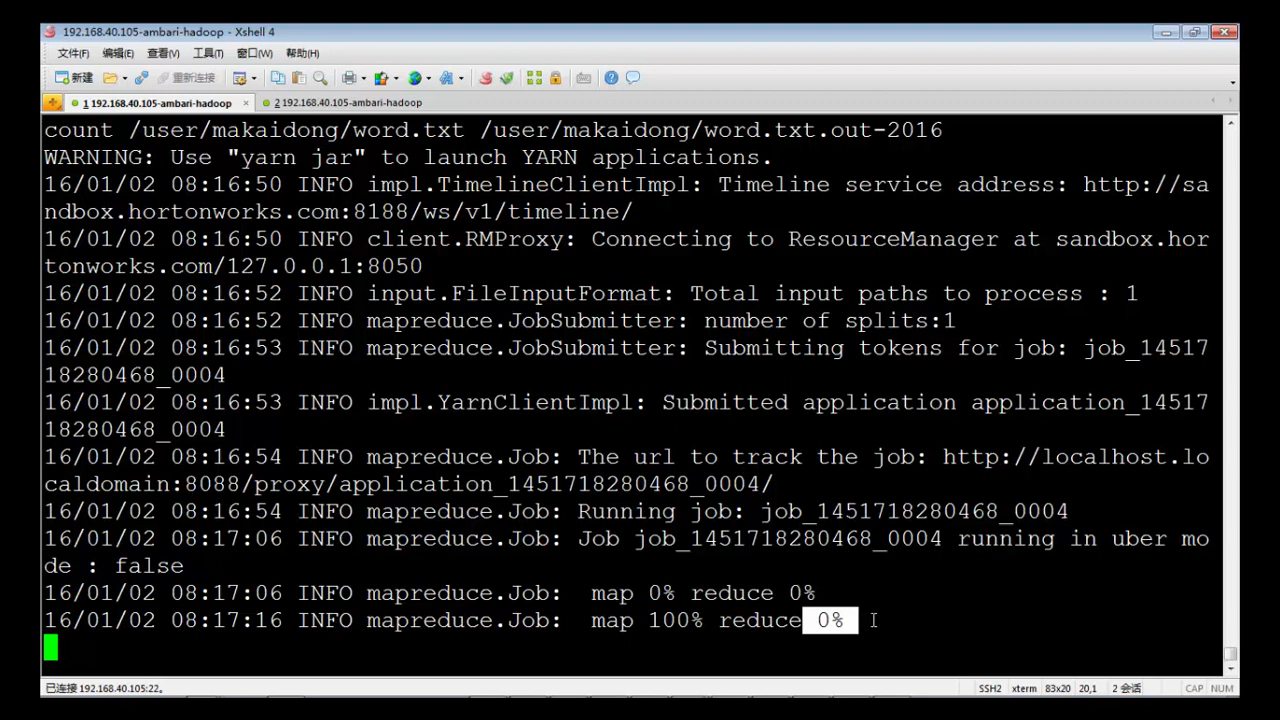 192.168.40.105-ambari-hadoop - Xshell 4
文件(F) 编辑(E) 查看(V) 工具(T) 窗口(W) 帮助(H)
新建 重新连接
1 192.168.40.105-ambari-hadoop × 2 192.168.40.105-ambari-hadoop
count /user/makaidong/word.txt /user/makaidong/word.txt.out-2016
WARNING: Use "yarn jar" to launch YARN applications.
16/01/02 08:16:50 INFO impl.TimelineClientImpl: Timeline service address: http://sa
ndbox.hortonworks.com:8188/ws/v1/timeline/
16/01/02 08:16:50 INFO client.RMProxy: Connecting to ResourceManager at sandbox.hor
tonworks.com/127.0.0.1:8050
16/01/02 08:16:52 INFO input.FileInputFormat: Total input paths to process : 1
16/01/02 08:16:52 INFO mapreduce.JobSubmitter: number of splits:1
16/01/02 08:16:53 INFO mapreduce.JobSubmitter: Submitting tokens for job: job_14517
18280468_0004
16/01/02 08:16:53 INFO impl.YarnClientImpl: Submitted application application_14517
18280468_0004
16/01/02 08:16:54 INFO mapreduce.Job: The url to track the job: http://localhost.lo
caldomain:8088/proxy/application_1451718280468_0004/
16/01/02 08:16:54 INFO mapreduce.Job: Running job: job_1451718280468_0004
16/01/02 08:17:06 INFO mapreduce.Job: Job job_1451718280468_0004 running in uber mo
de : false
16/01/02 08:17:06 INFO mapreduce.Job:  map 0% reduce 0%
16/01/02 08:17:16 INFO mapreduce.Job:  map 100% reduce 0%
已连接 192.168.40.105:22。 SSH2 xterm 83x20 20,1 2 会话 CAP NUM